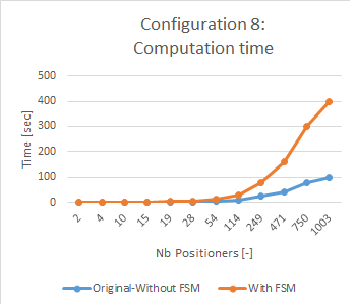 Configuration 8:
Computation time
500
400
300
200
100
0
Time [sec]
2 4 10 15 19 28 54 114 249 471 750 1003
Nb Positioners [-]
Original-Without FSM With FSM